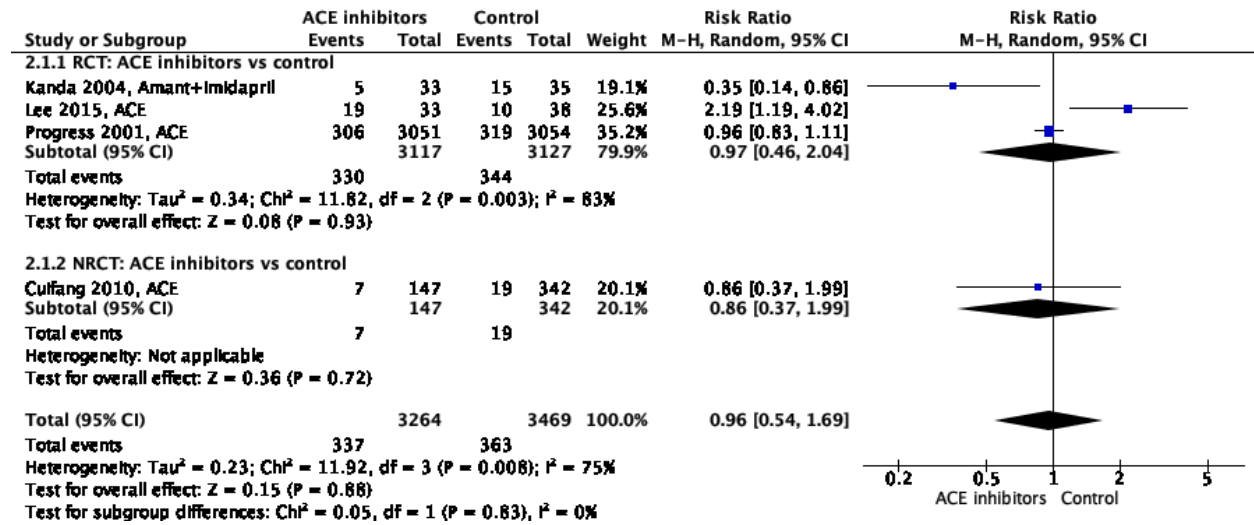 ACE inhibitors Control Risk Ratio Risk Ratio
Study or Subgroup Events Total Events Total Weight M-H, Random, 95% CI M-H, Random, 95% CI
2.1.1 RCT: ACE inhibitors vs control
Kanda 2004, Amant+Imidapril 5 33 15 35 19.1% 0.35 [0.14, 0.86]
Lee 2015, ACE 19 33 10 38 25.6% 2.19 [1.19, 4.02]
Progress 2001, ACE 306 3051 319 3054 35.2% 0.96 [0.83, 1.11]
Subtotal (95% CI) 3117 3127 79.9% 0.97 [0.46, 2.04]
Total events 330 344
Heterogeneity: Tau² = 0.34; Chi² = 11.82, df = 2 (P = 0.003); I² = 83%
Test for overall effect: Z = 0.08 (P = 0.93)
2.1.2 NRCT: ACE inhibitors vs control
Cuifang 2010, ACE 7 147 19 342 20.1% 0.86 [0.37, 1.99]
Subtotal (95% CI) 147 342 20.1% 0.86 [0.37, 1.99]
Total events 7 19
Heterogeneity: Not applicable
Test for overall effect: Z = 0.36 (P = 0.72)
Total (95% CI) 3264 3469 100.0% 0.96 [0.54, 1.69]
Total events 337 363
Heterogeneity: Tau² = 0.23; Chi² = 11.92, df = 3 (P = 0.008); I² = 75%
Test for overall effect: Z = 0.15 (P = 0.88)
Test for subgroup differences: Chi² = 0.05, df = 1 (P = 0.83), I² = 0%
0.2 0.5 1 2 5
ACE inhibitors Control